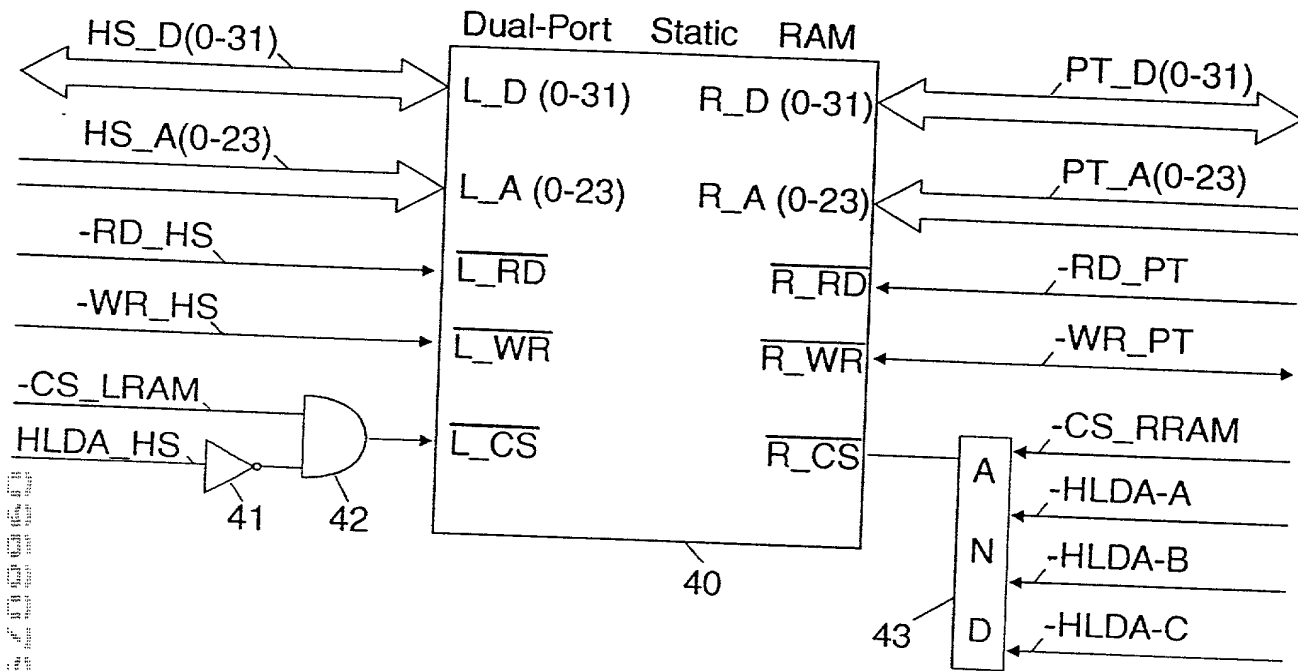 Dual-Port Static RAM
HS_D(0-31)
L_D (0-31)
R_D (0-31)
PT_D(0-31)
HS_A(0-23)
L_A (0-23)
R_A (0-23)
PT_A(0-23)
-RD_HS
L_RD
R_RD
-RD_PT
-WR_HS
L_WR
R_WR
-WR_PT
-CS_LRAM
HLDA_HS
L_CS
R_CS
-CS_RRAM
-HLDA-A
-HLDA-B
-HLDA-C
A
N
D
41
42
40
43